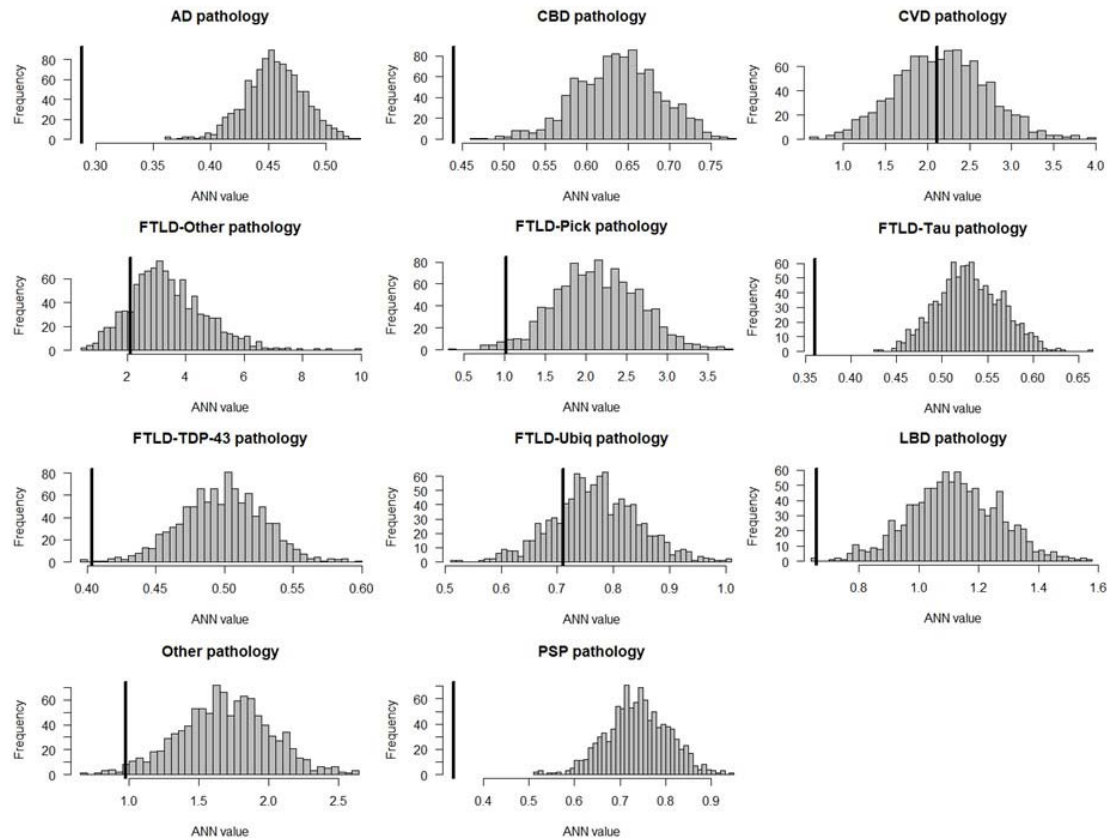 AD pathology
Frequency
0 20 40 60 80
0.30 0.35 0.40 0.45 0.50
ANN value
CBD pathology
Frequency
0 20 40 60 80
0.45 0.50 0.55 0.60 0.65 0.70 0.75
ANN value
CVD pathology
Frequency
0 20 40 60
1.0 1.5 2.0 2.5 3.0 3.5 4.0
ANN value
FTLD-Other pathology
Frequency
0 20 40 60
2 4 6 8 10
ANN value
FTLD-Pick pathology
Frequency
0 20 40 60 80
0.5 1.0 1.5 2.0 2.5 3.0 3.5
ANN value
FTLD-Tau pathology
Frequency
0 10 20 30 40 50 60
0.35 0.40 0.45 0.50 0.55 0.60 0.65
ANN value
FTLD-TDP-43 pathology
Frequency
0 20 40 60 80
0.40 0.45 0.50 0.55 0.60
ANN value
FTLD-Ubiq pathology
Frequency
0 10 20 30 40 50 60
0.5 0.6 0.7 0.8 0.9 1.0
ANN value
LBD pathology
Frequency
0 10 20 30 40 50 60
0.8 1.0 1.2 1.4 1.6
ANN value
Other pathology
Frequency
0 20 40 60
1.0 1.5 2.0 2.5
ANN value
PSP pathology
Frequency
0 20 40 60
0.4 0.5 0.6 0.7 0.8 0.9
ANN value